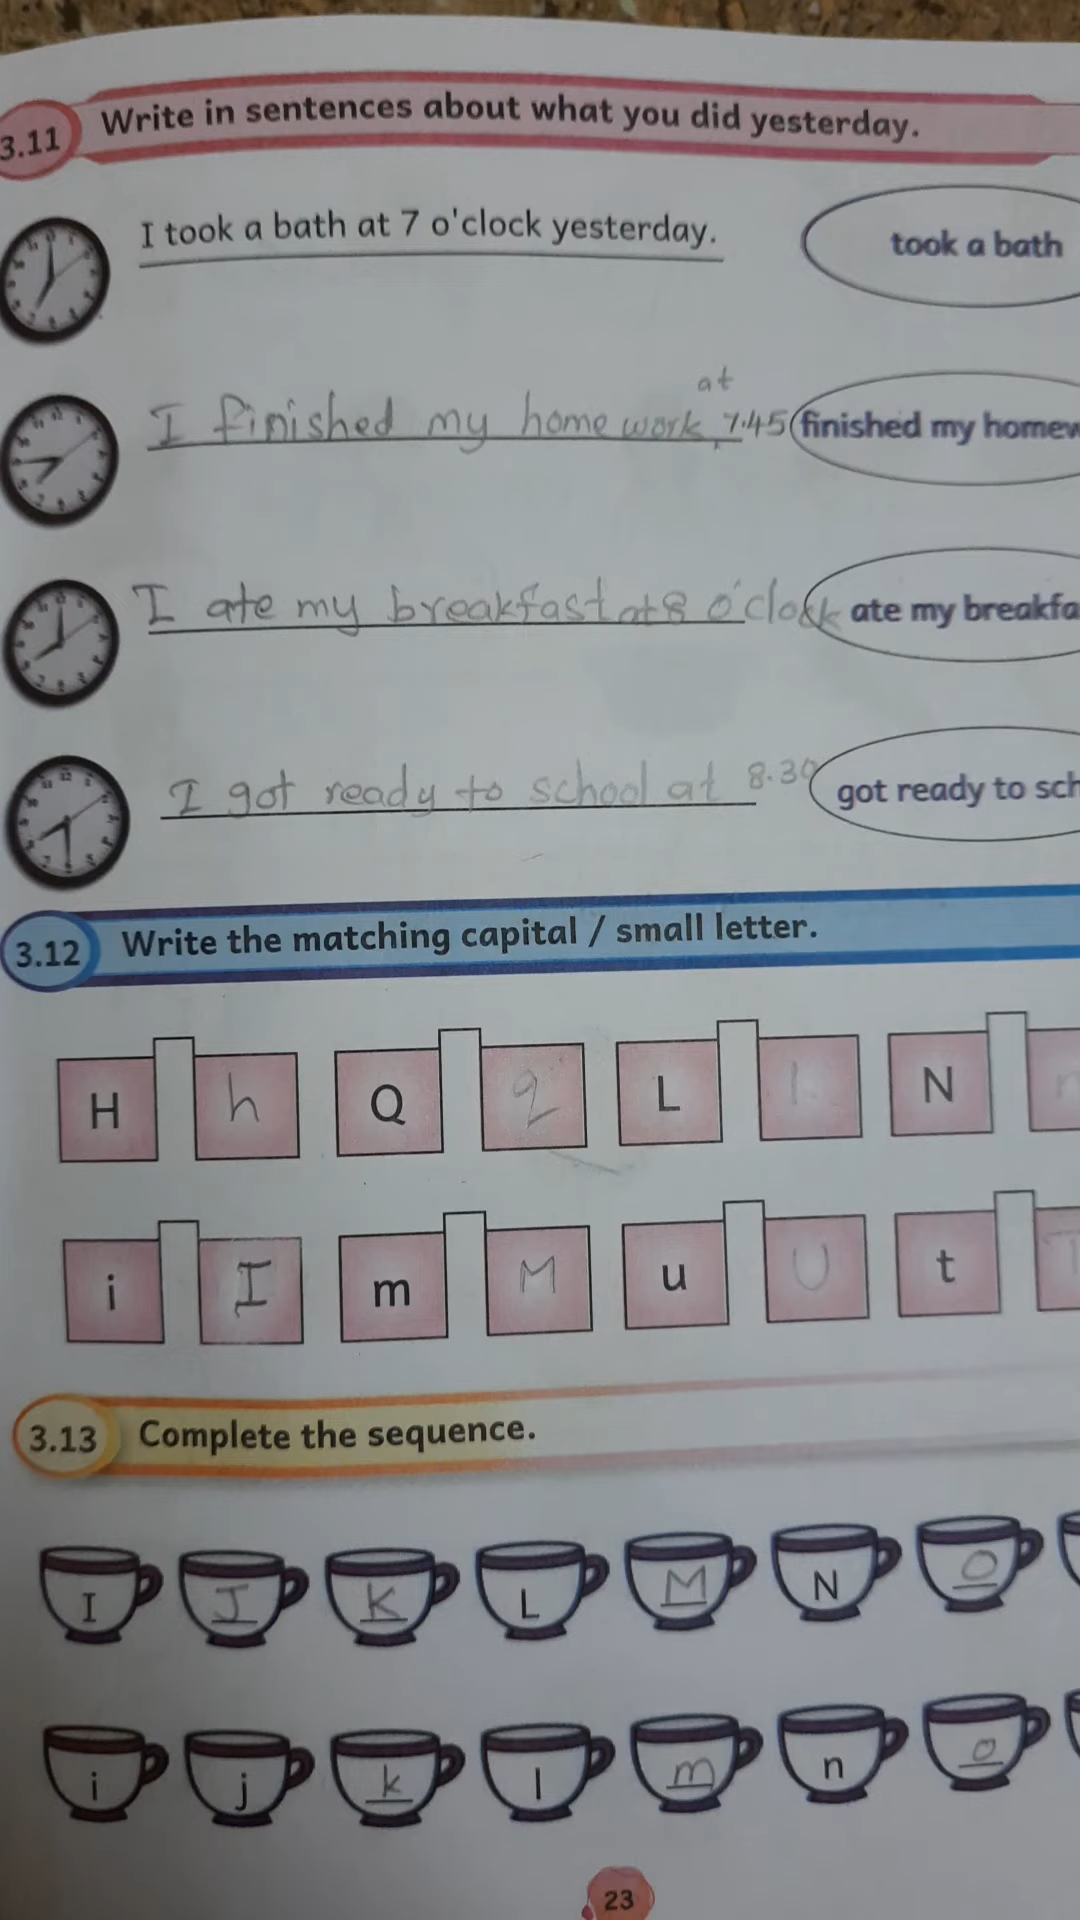 3.11 Write in sentences about what you did yesterday.
I took a bath at 7 o'clock yesterday. took a bath
at
I finished my home work 7.45 finished my homew
I ate my breakfast at 8 o'clock ate my breakfa
I got ready to school at 8.30 got ready to sch
3.12 Write the matching capital / small letter.
H h Q q L l N n
i I m M u U t T
3.13 Complete the sequence.
I J K L M N O
i j k l m n o
23